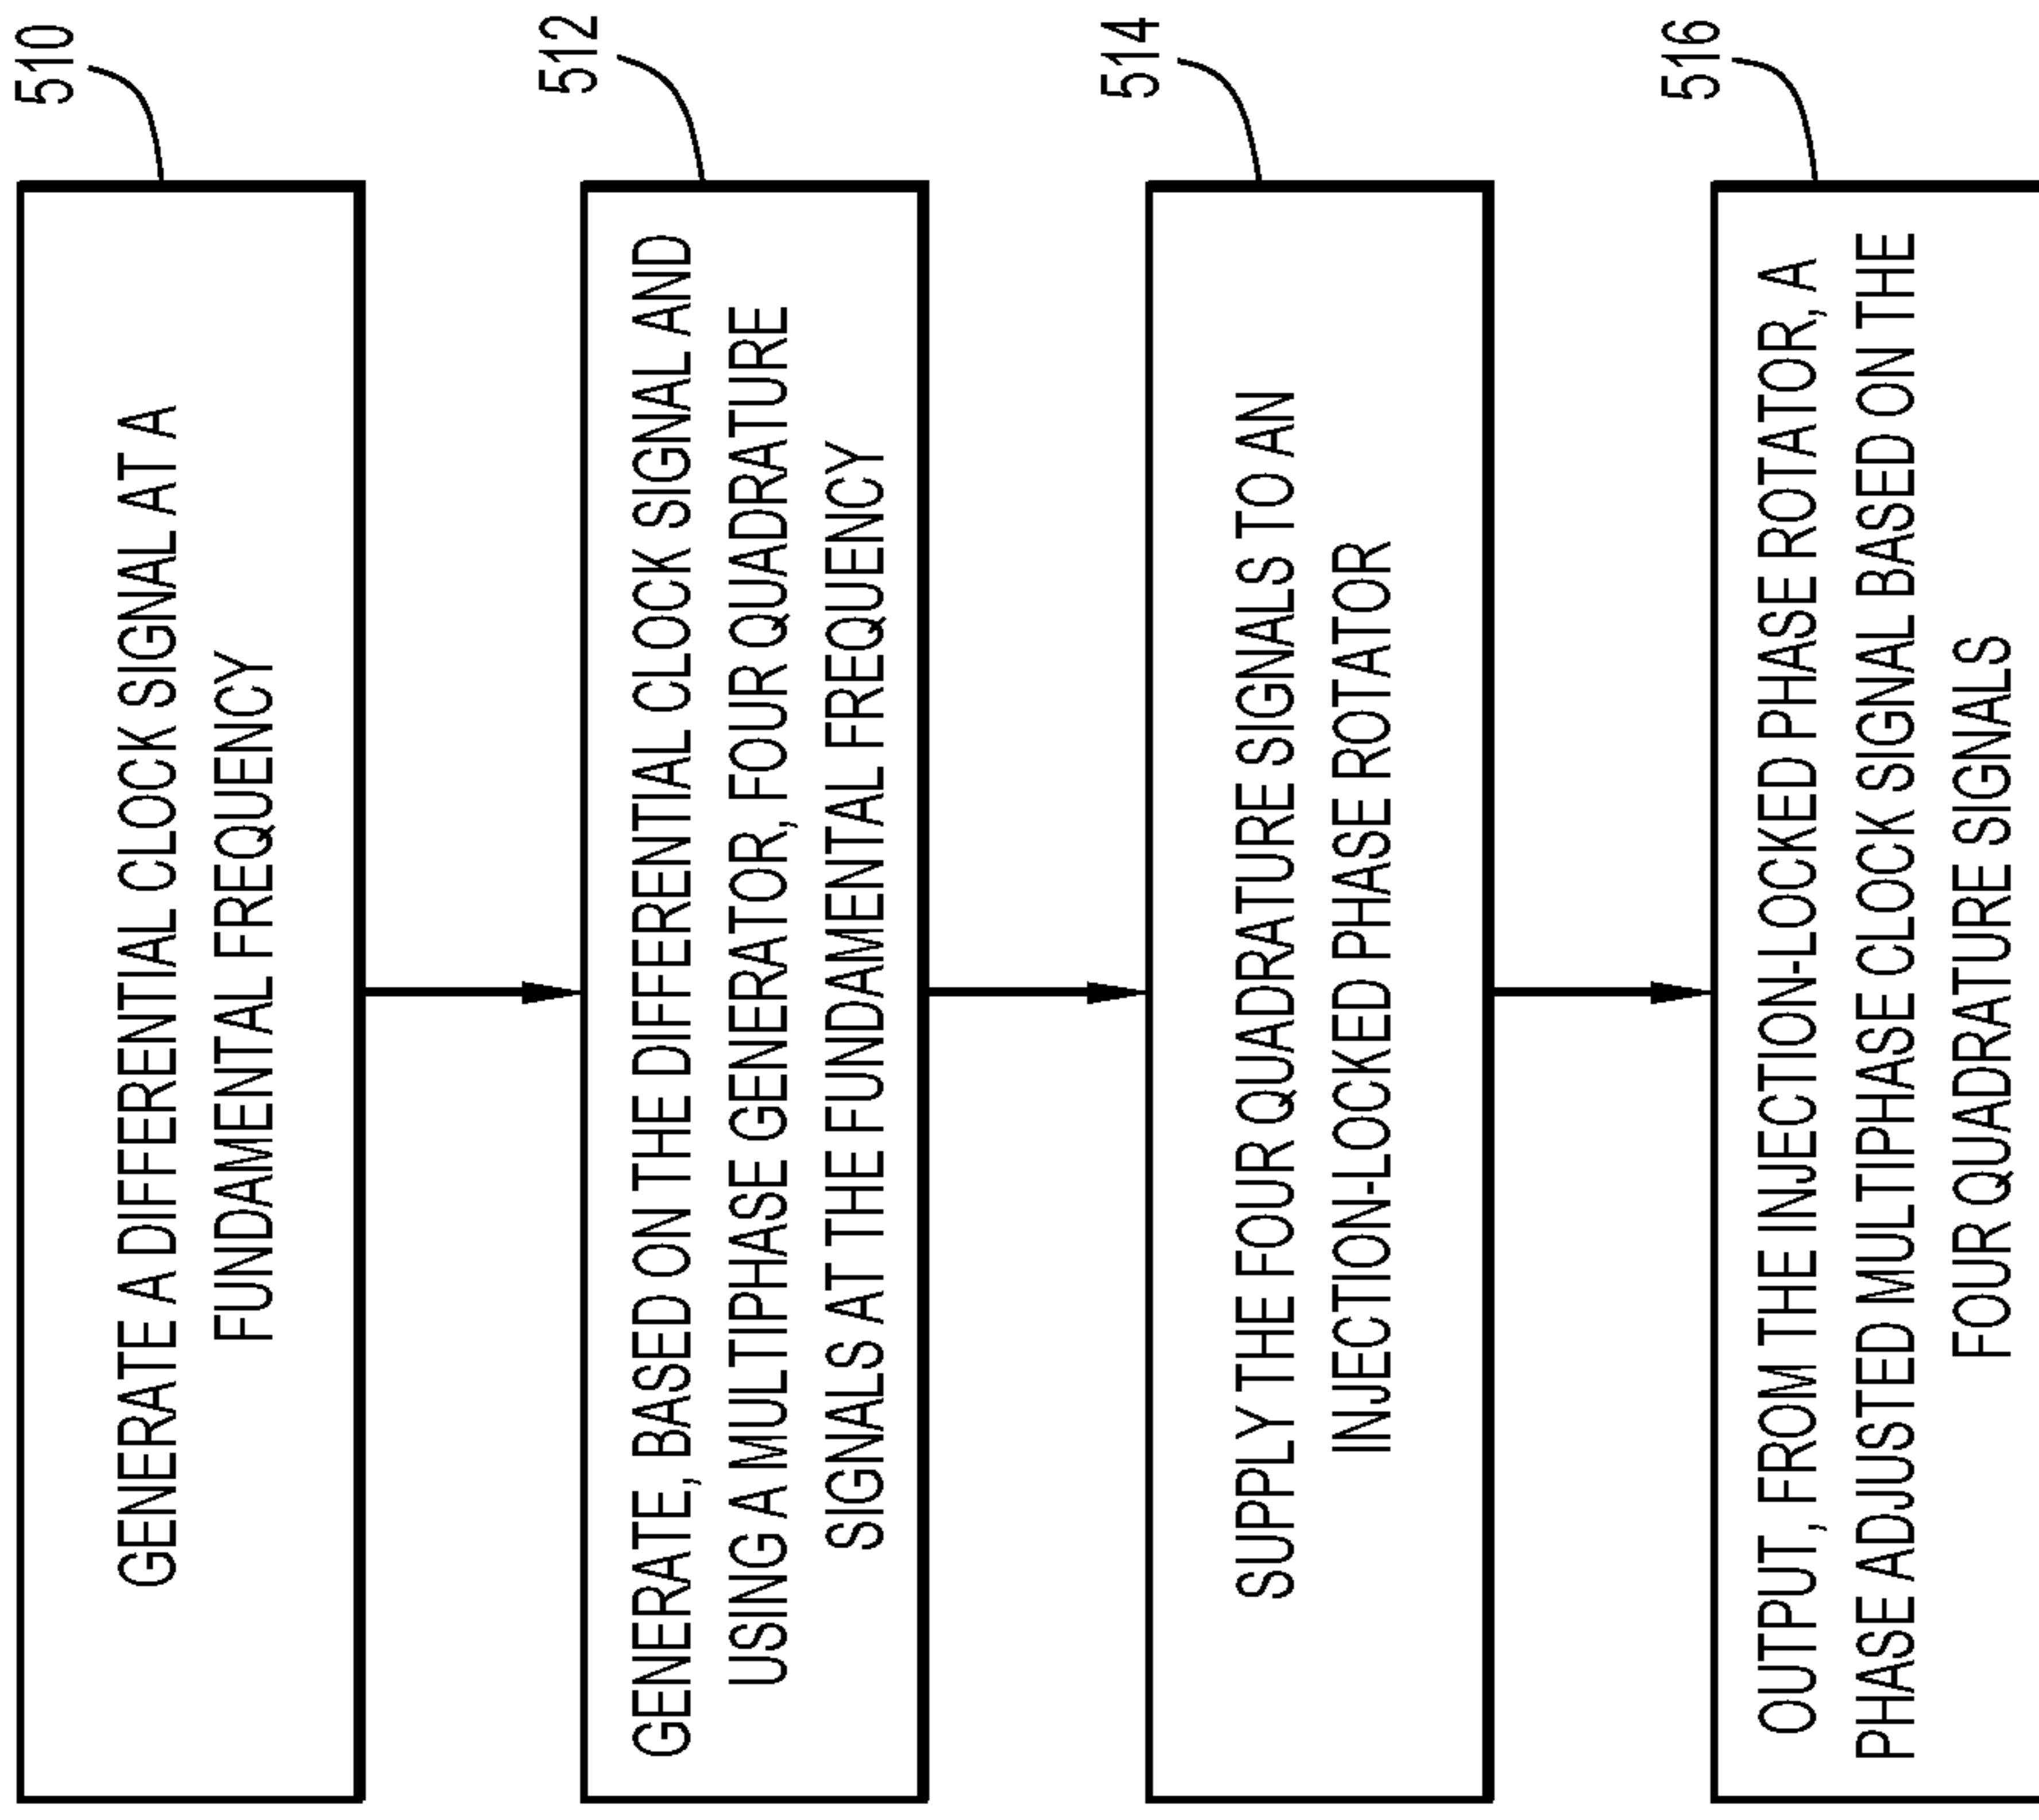 510
GENERATE A DIFFERENTIAL CLOCK SIGNAL AT A
FUNDAMENTAL FREQUENCY
512
GENERATE, BASED ON THE DIFFERENTIAL CLOCK SIGNAL AND
USING A MULTIPHASE GENERATOR, FOUR QUADRATURE
SIGNALS AT THE FUNDAMENTAL FREQUENCY
514
SUPPLY THE FOUR QUADRATURE SIGNALS TO AN
INJECTION-LOCKED PHASE ROTATOR
516
OUTPUT, FROM THE INJECTION-LOCKED PHASE ROTATOR, A
PHASE ADJUSTED MULTIPHASE CLOCK SIGNAL BASED ON THE
FOUR QUADRATURE SIGNALS